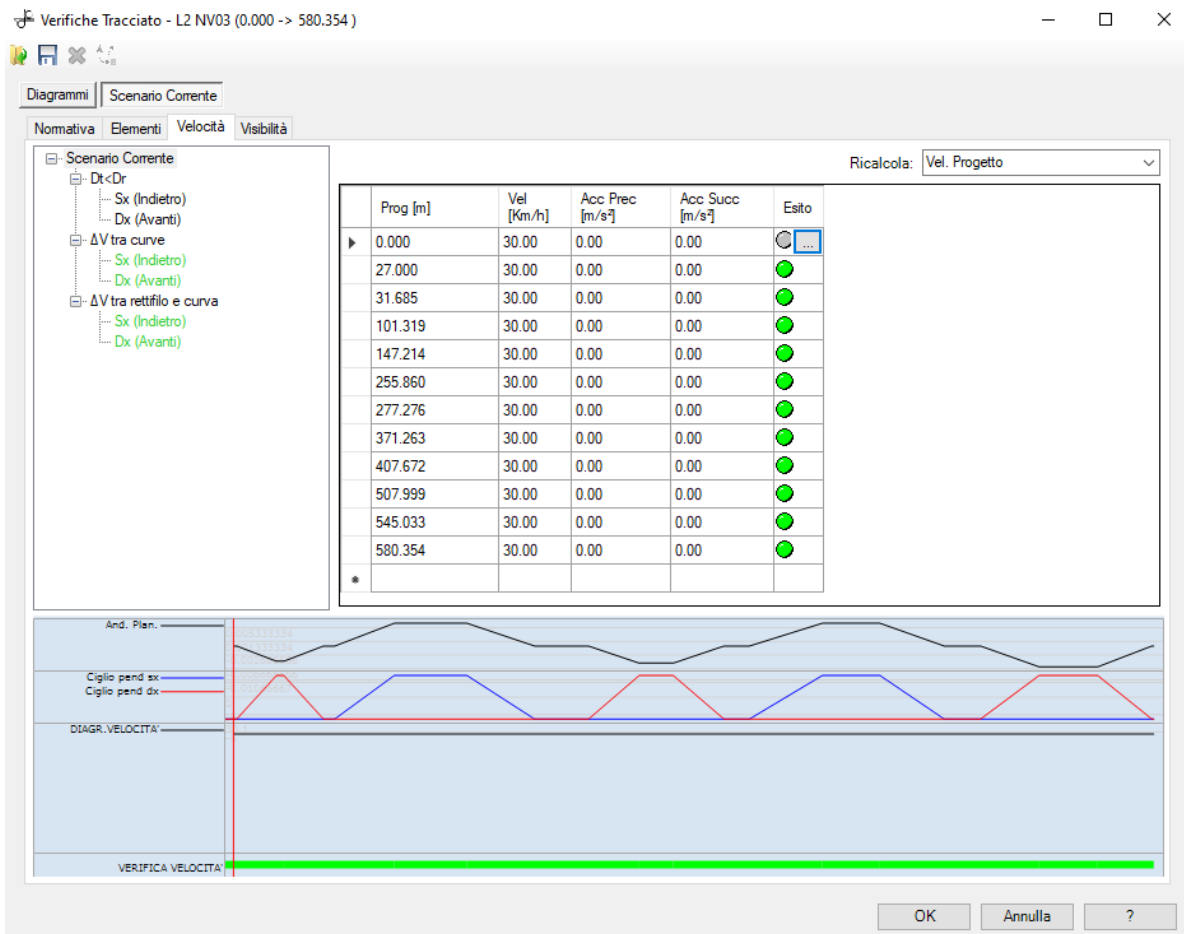 Verifiche Tracciato - L2 NV03 (0.000 -> 580.354 )
Diagrammi Scenario Corrente
Normativa Elementi Velocità Visibilità
Scenario Corrente
Dt<Dr
Sx (Indietro)
Dx (Avanti)
ΔV tra curve
Sx (Indietro)
Dx (Avanti)
ΔV tra rettifilo e curva
Sx (Indietro)
Dx (Avanti)
Ricalcola: Vel. Progetto
Prog [m] Vel [Km/h] Acc Prec [m/s²] Acc Succ [m/s²] Esito
0.000 30.00 0.00 0.00 ...
27.000 30.00 0.00 0.00
31.685 30.00 0.00 0.00
101.319 30.00 0.00 0.00
147.214 30.00 0.00 0.00
255.860 30.00 0.00 0.00
277.276 30.00 0.00 0.00
371.263 30.00 0.00 0.00
407.672 30.00 0.00 0.00
507.999 30.00 0.00 0.00
545.033 30.00 0.00 0.00
580.354 30.00 0.00 0.00
And. Plan.
Ciglio pend sx
Ciglio pend dx
DIAGR.VELOCITA'
VERIFICA VELOCITA'
OK Annulla ?